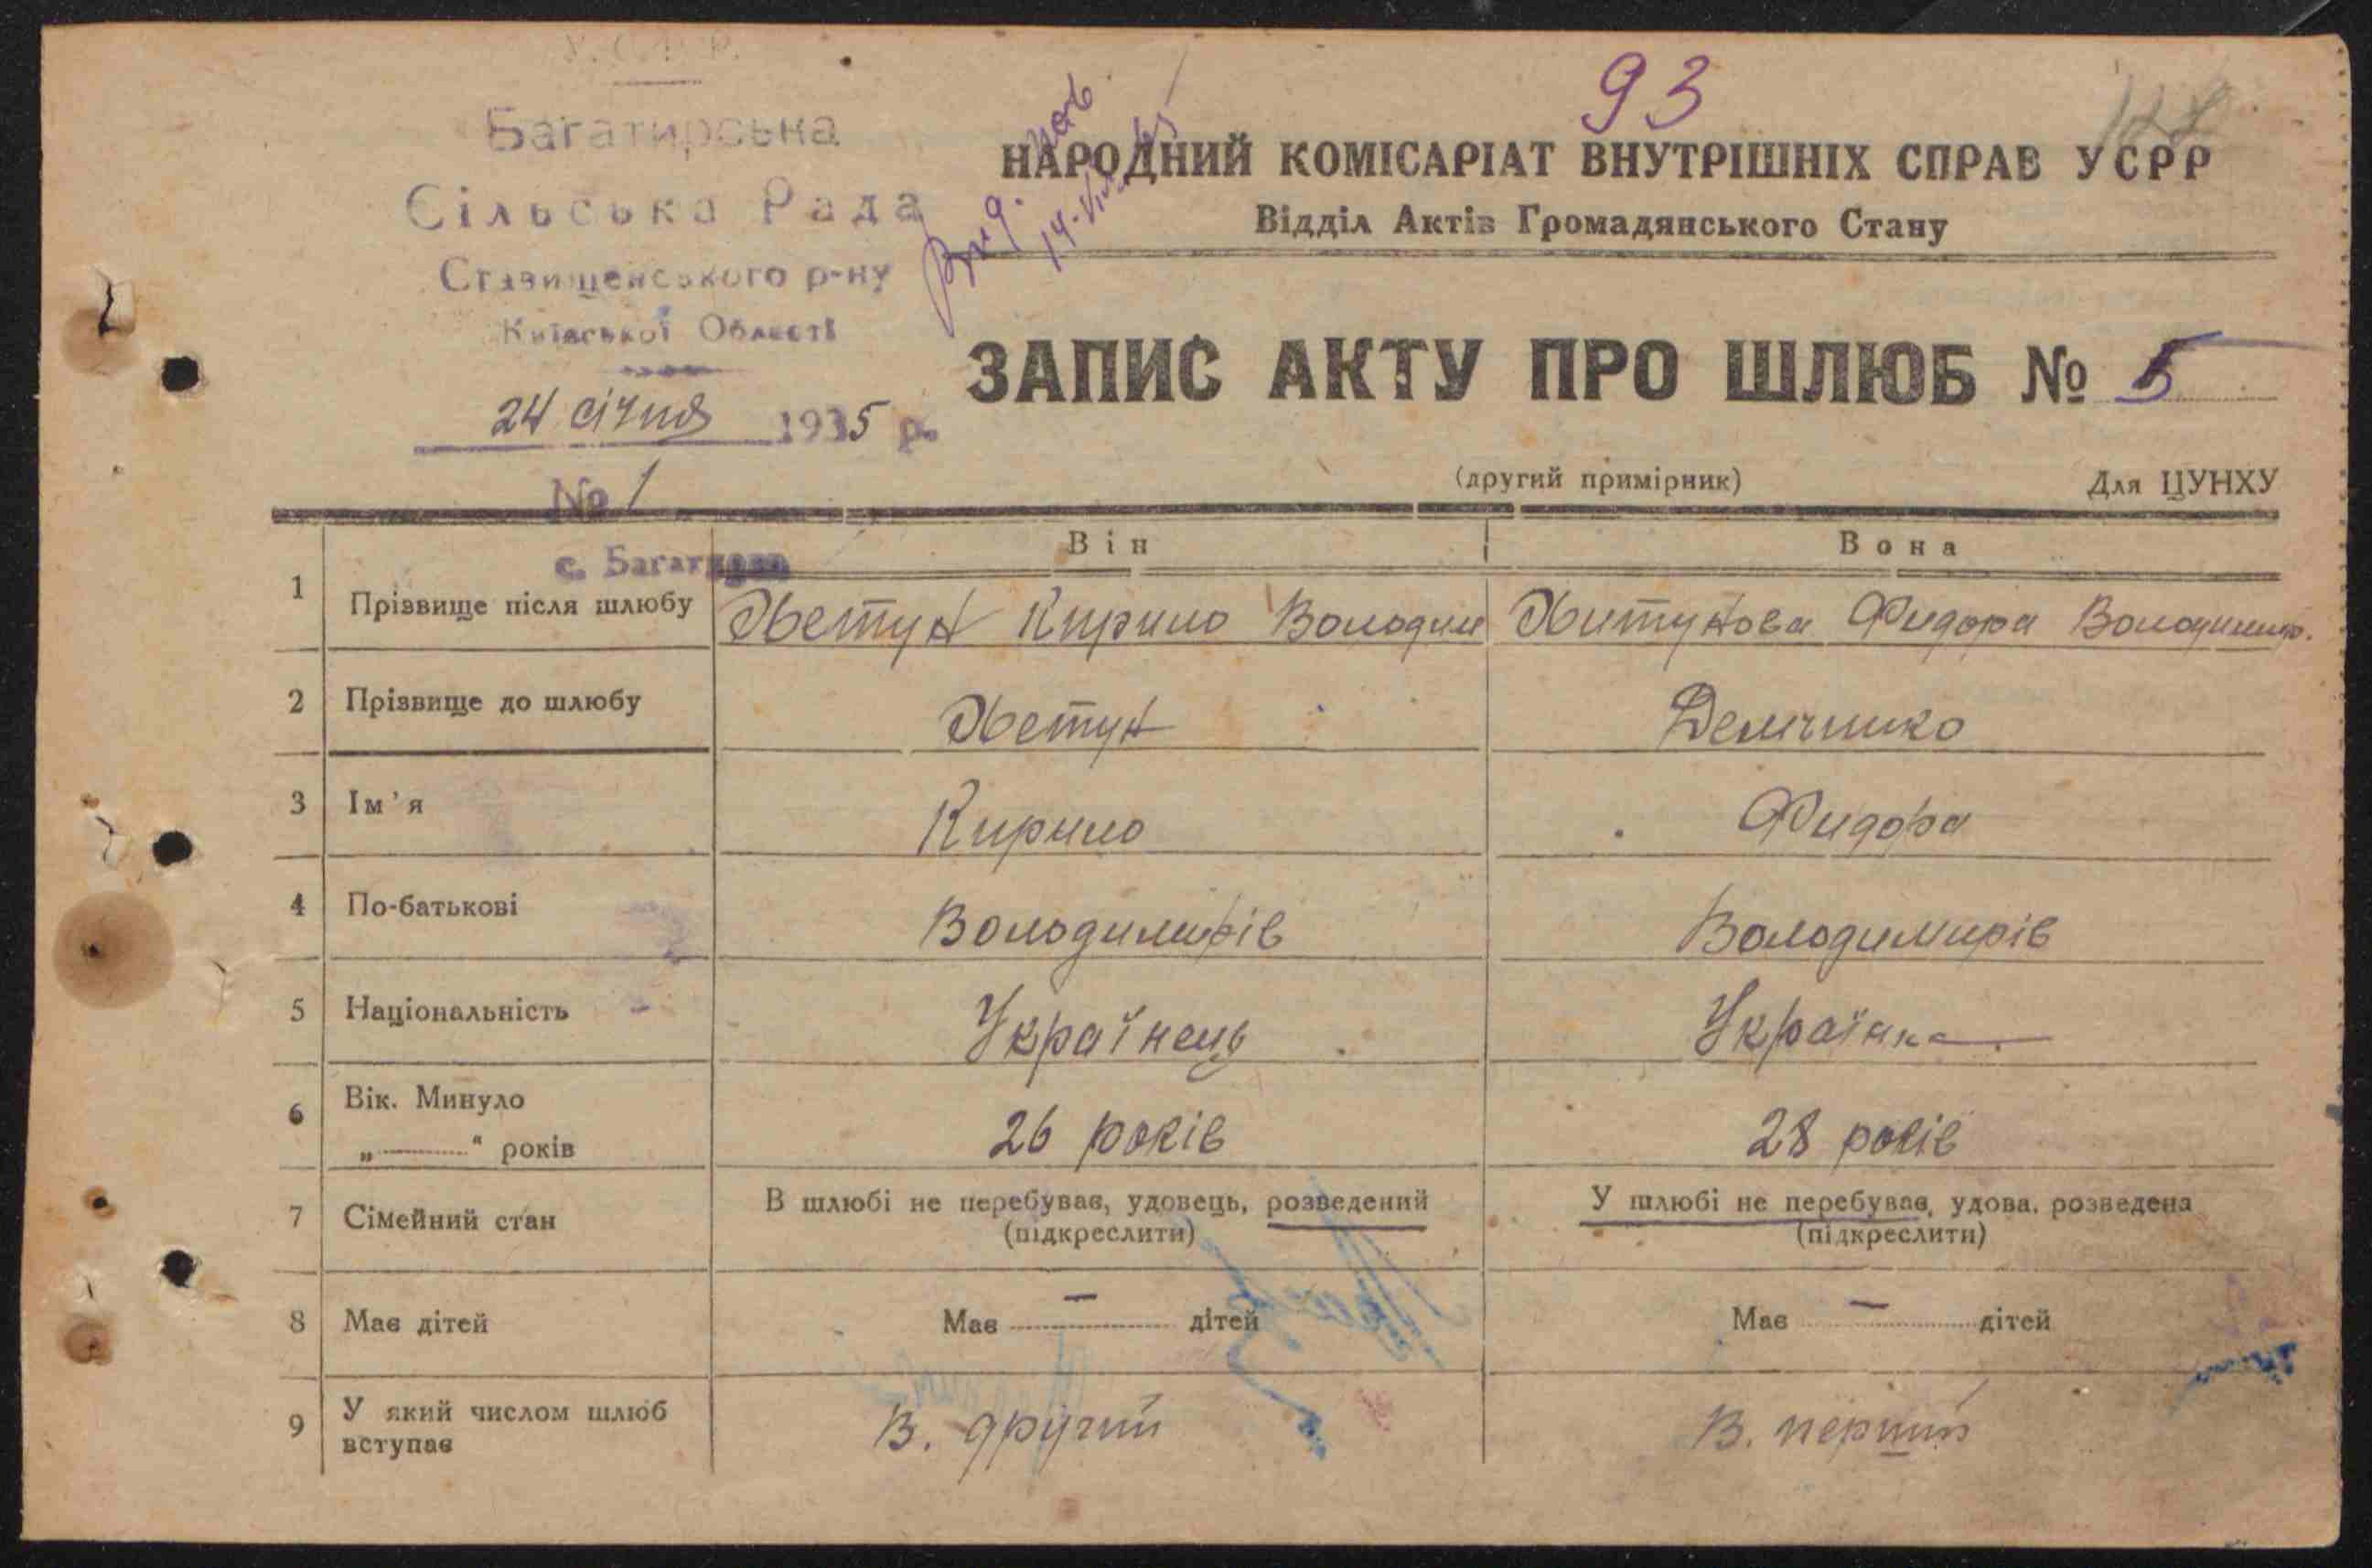 У.С.Р.Р.
Багатирська
Сільська Рада
Ставищенського р-ну
Київської Области
24 січня 1935 р.
№ 1
с. Багатирка
93
НАРОДНИЙ КОМІСАРІАТ ВНУТРІШНІХ СПРАВ УСРР
Відділ Актів Громадянського Стану
ЗАПИС АКТУ ПРО ШЛЮБ № 5
(другий примірник) Для ЦУНХУ
Він Вона
1 Прізвище після шлюбу Кирило Володим Фидора Володимир.
2 Прізвище до шлюбу
3 Ім'я Кирило Фидора
4 По-батькові Володимирів Володимирів
5 Національність Українець Українка
6 Вік. Минуло
„ “ років 26 років 28 років
7 Сімейний стан В шлюбі не перебував, удовець, розведений У шлюбі не перебував, удова, розведена
(підкреслити) (підкреслити)
8 Має дітей Має — дітей Має — дітей
9 У який числом шлюб
вступає В. другий В. перший